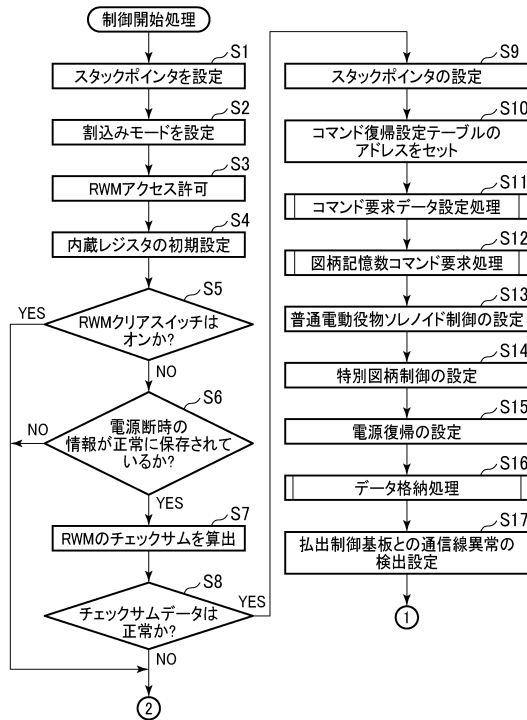 制御開始処理
S1
スタックポインタを設定
S2
割込みモードを設定
S3
RWMアクセス許可
S4
内蔵レジスタの初期設定
S5
YES
RWMクリアスイッチは
オンか?
NO
S6
NO
電源断時の
情報が正常に保存されて
いるか?
YES
S7
RWMのチェックサムを算出
S8
YES
チェックサムデータは
正常か?
NO
2
S9
スタックポインタの設定
S10
コマンド復帰設定テーブルの
アドレスをセット
S11
コマンド要求データ設定処理
S12
図柄記憶数コマンド要求処理
S13
普通電動役物ソレノイド制御の設定
S14
特別図柄制御の設定
S15
電源復帰の設定
S16
データ格納処理
S17
払出制御基板との通信線異常の
検出設定
1